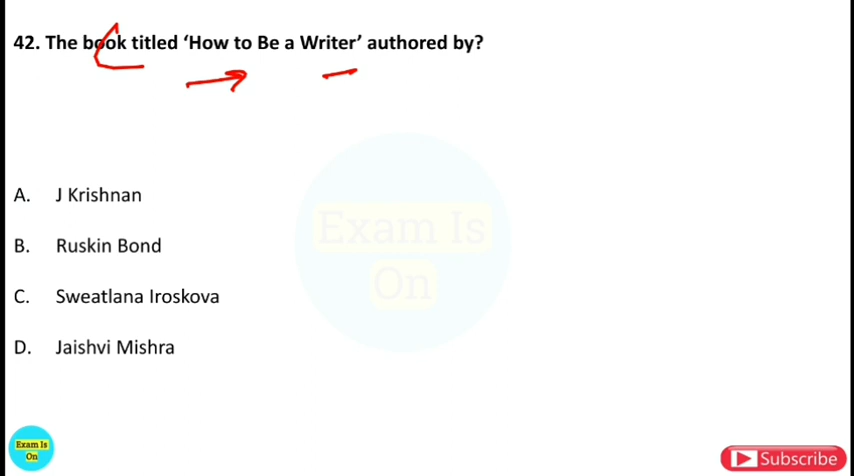 42. The book titled ‘How to Be a Writer’ authored by?
A. J Krishnan
Exam Is
B. Ruskin Bond
On
C. Sweatlana Iroskova
D. Jaishvi Mishra
Exam Is
On
Subscribe